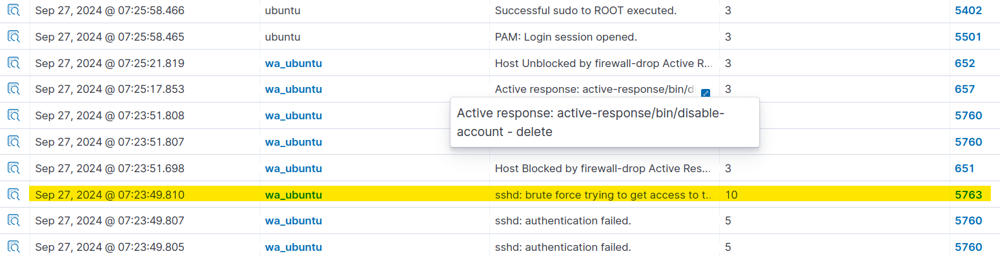 Sep 27, 2024 @ 07:25:58.466 ubuntu Successful sudo to ROOT executed. 3 5402
Sep 27, 2024 @ 07:25:58.465 ubuntu PAM: Login session opened. 3 5501
Sep 27, 2024 @ 07:25:21.819 wa_ubuntu Host Unblocked by firewall-drop Active R... 3 652
Sep 27, 2024 @ 07:25:17.853 wa_ubuntu Active response: active-response/bin/d 3 657
Active response: active-response/bin/disable-
account - delete
Sep 27, 2024 @ 07:23:51.808 wa_ubuntu 5760
Sep 27, 2024 @ 07:23:51.807 wa_ubuntu 5760
Sep 27, 2024 @ 07:23:51.698 wa_ubuntu Host Blocked by firewall-drop Active Res... 3 651
Sep 27, 2024 @ 07:23:49.810 wa_ubuntu sshd: brute force trying to get access to t... 10 5763
Sep 27, 2024 @ 07:23:49.807 wa_ubuntu sshd: authentication failed. 5 5760
Sep 27, 2024 @ 07:23:49.805 wa_ubuntu sshd: authentication failed. 5 5760